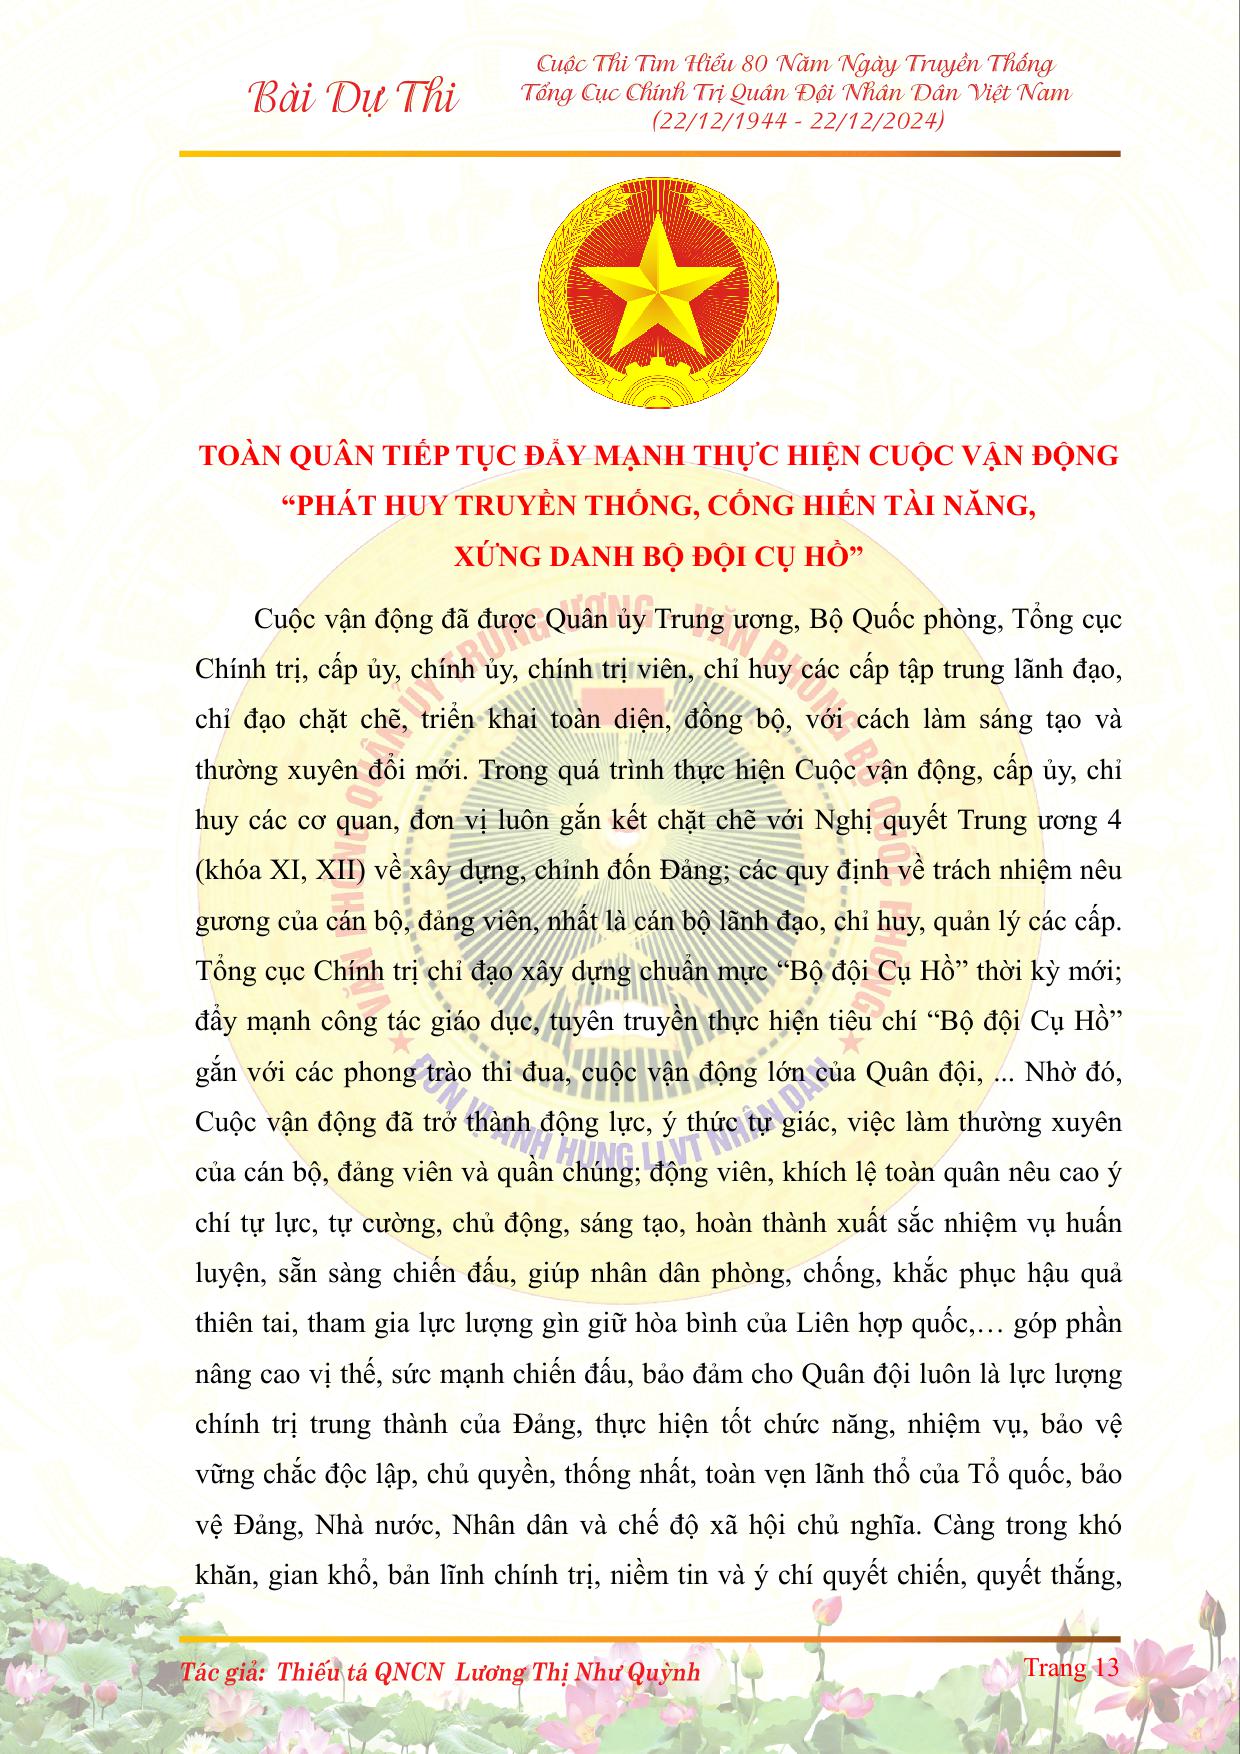 Bài Dự Thi
Cuộc Thi Tìm Hiểu 80 Năm Ngày Truyền Thống
Tổng Cục Chính Trị Quân Đội Nhân Dân Việt Nam
(22/12/1944 - 22/12/2024)
TOÀN QUÂN TIẾP TỤC ĐẨY MẠNH THỰC HIỆN CUỘC VẬN ĐỘNG
“PHÁT HUY TRUYỀN THỐNG, CỐNG HIẾN TÀI NĂNG,
XỨNG DANH BỘ ĐỘI CỤ HỒ”
Cuộc vận động đã được Quân ủy Trung ương, Bộ Quốc phòng, Tổng cục
Chính trị, cấp ủy, chính ủy, chính trị viên, chỉ huy các cấp tập trung lãnh đạo,
chỉ đạo chặt chẽ, triển khai toàn diện, đồng bộ, với cách làm sáng tạo và
thường xuyên đổi mới. Trong quá trình thực hiện Cuộc vận động, cấp ủy, chỉ
huy các cơ quan, đơn vị luôn gắn kết chặt chẽ với Nghị quyết Trung ương 4
(khóa XI, XII) về xây dựng, chỉnh đốn Đảng; các quy định về trách nhiệm nêu
gương của cán bộ, đảng viên, nhất là cán bộ lãnh đạo, chỉ huy, quản lý các cấp.
Tổng cục Chính trị chỉ đạo xây dựng chuẩn mực “Bộ đội Cụ Hồ” thời kỳ mới;
đẩy mạnh công tác giáo dục, tuyên truyền thực hiện tiêu chí “Bộ đội Cụ Hồ”
gắn với các phong trào thi đua, cuộc vận động lớn của Quân đội, ... Nhờ đó,
Cuộc vận động đã trở thành động lực, ý thức tự giác, việc làm thường xuyên
của cán bộ, đảng viên và quần chúng; động viên, khích lệ toàn quân nêu cao ý
chí tự lực, tự cường, chủ động, sáng tạo, hoàn thành xuất sắc nhiệm vụ huấn
luyện, sẵn sàng chiến đấu, giúp nhân dân phòng, chống, khắc phục hậu quả
thiên tai, tham gia lực lượng gìn giữ hòa bình của Liên hợp quốc,… góp phần
nâng cao vị thế, sức mạnh chiến đấu, bảo đảm cho Quân đội luôn là lực lượng
chính trị trung thành của Đảng, thực hiện tốt chức năng, nhiệm vụ, bảo vệ
vững chắc độc lập, chủ quyền, thống nhất, toàn vẹn lãnh thổ của Tổ quốc, bảo
vệ Đảng, Nhà nước, Nhân dân và chế độ xã hội chủ nghĩa. Càng trong khó
khăn, gian khổ, bản lĩnh chính trị, niềm tin và ý chí quyết chiến, quyết thắng,
VĂN PHÒNG QUÂN ỦY TRUNG ƯƠNG - VĂN PHÒNG BỘ QUỐC PHÒNG
ĐƠN VỊ ANH HÙNG LLVT NHÂN DÂN
Tác giả: Thiếu tá QNCN Lương Thị Như Quỳnh
Trang 13